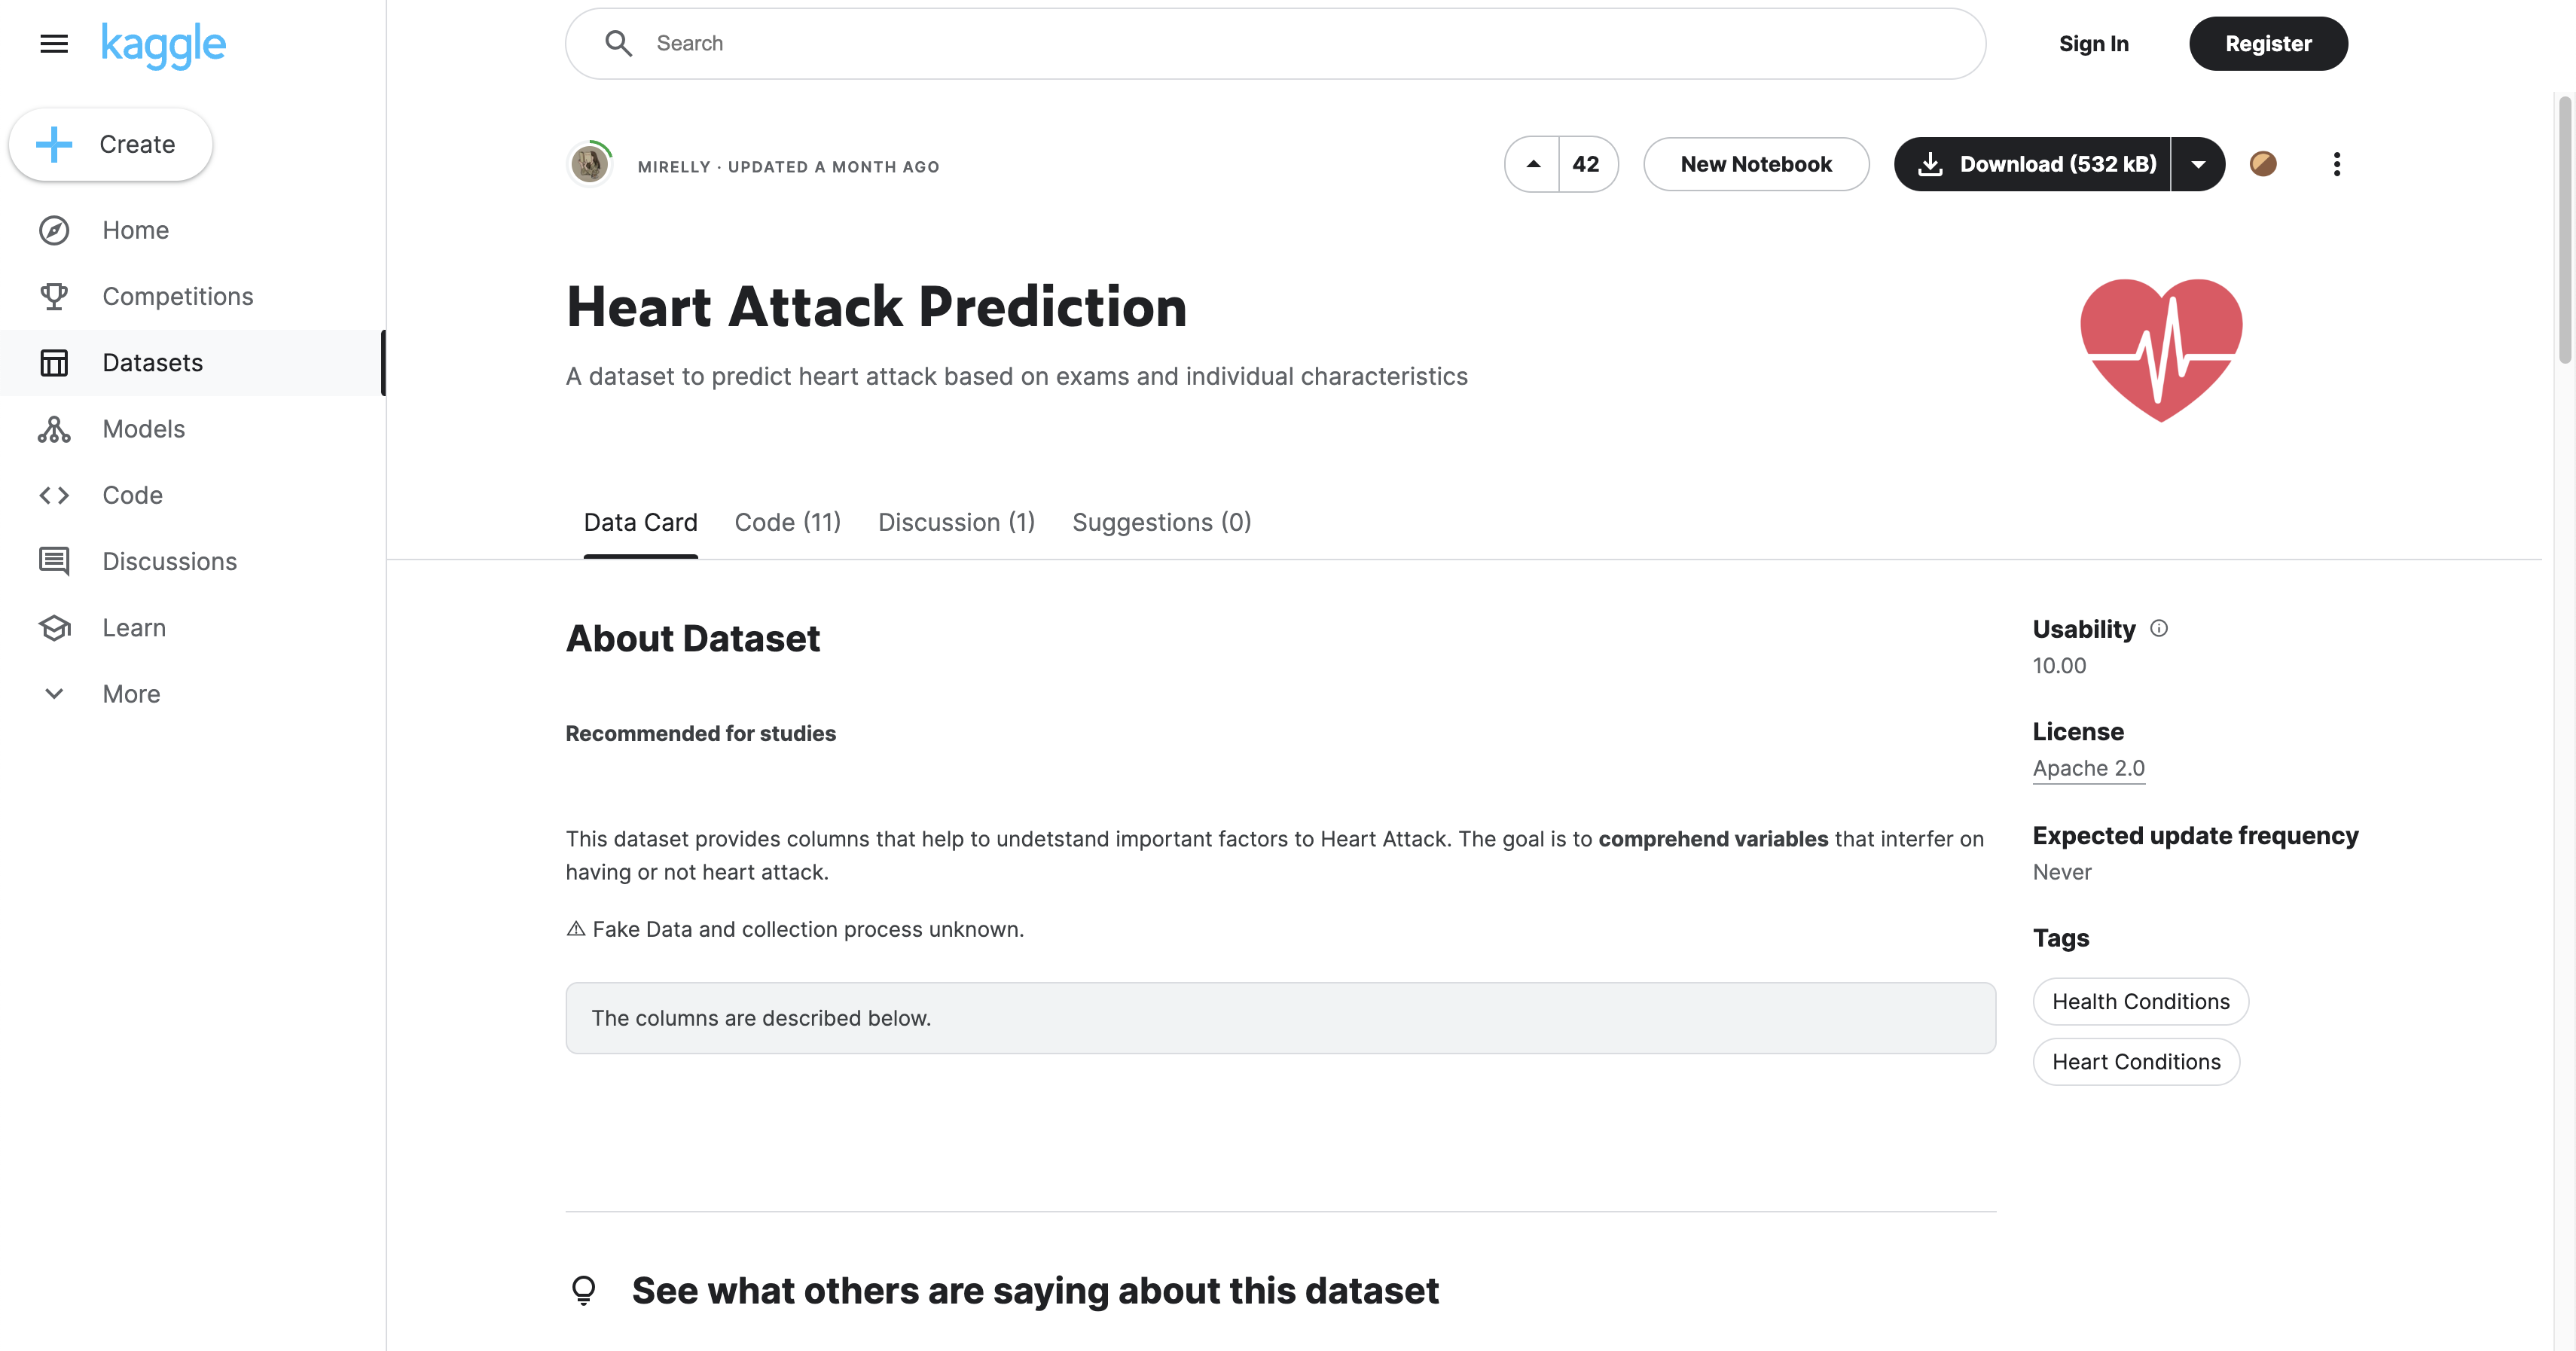 kaggle
Search
Sign In
Register
Create
Home
Competitions
Datasets
Models
Code
Discussions
Learn
More
MIRELLY · UPDATED A MONTH AGO
42
New Notebook
Download (532 kB)
Heart Attack Prediction
A dataset to predict heart attack based on exams and individual characteristics
Data Card
Code (11)
Discussion (1)
Suggestions (0)
About Dataset
Recommended for studies
This dataset provides columns that help to undetstand important factors to Heart Attack. The goal is to comprehend variables that interfer on
having or not heart attack.
⚠ Fake Data and collection process unknown.
The columns are described below.
Usability
10.00
License
Apache 2.0
Expected update frequency
Never
Tags
Health Conditions
Heart Conditions
See what others are saying about this dataset